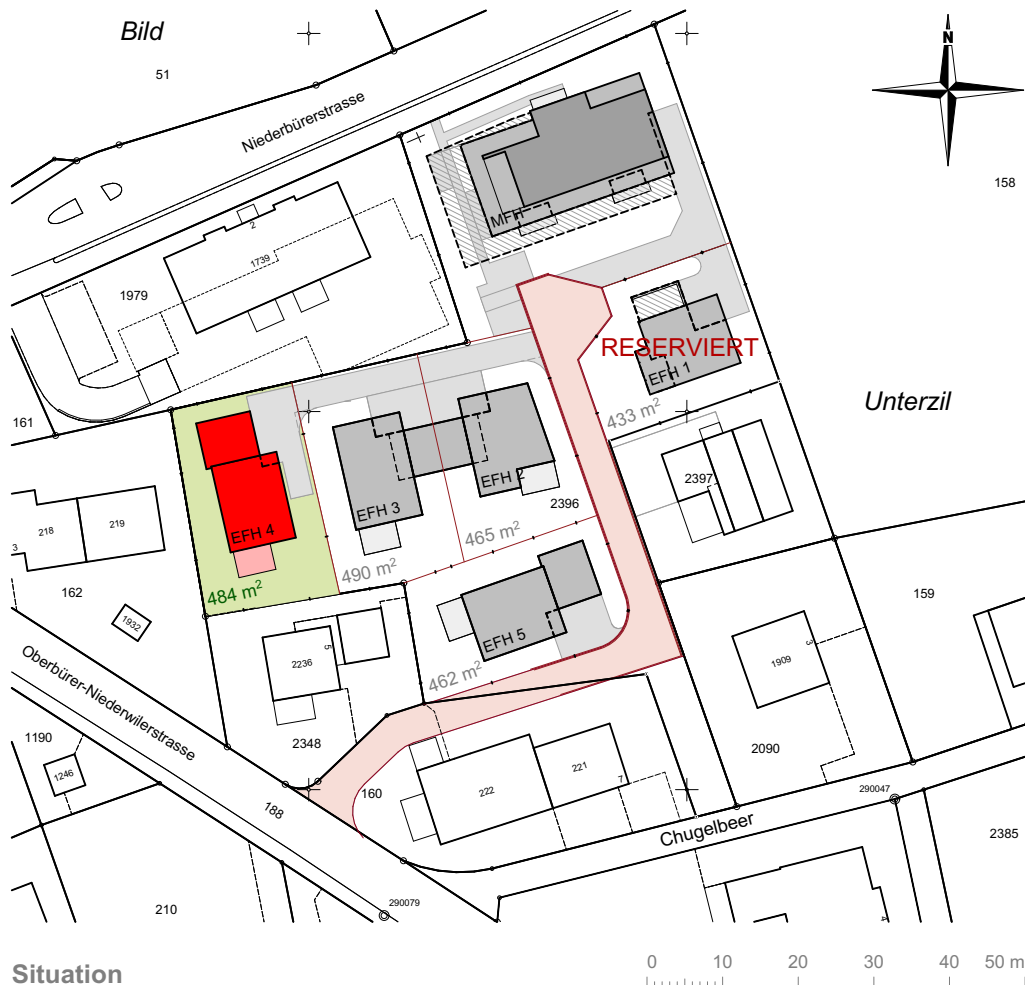 Bild
51
Niederbürerstrasse
N
158
MFH
2
1739
1979
RESERVIERT
EFH 1
433 m²
Unterzil
161
2397
EFH 2
EFH 3
2396
465 m²
EFH 4
490 m²
484 m²
218
219
3
162
1932
159
EFH 5
462 m²
2236
5
1909
3
Oberbürer-Niederwilerstrasse
2348
1190
1246
2090
221
222
7
160
188
290047
Chugelbeer
2385
290079
210
4
Situation
0 10 20 30 40 50 m